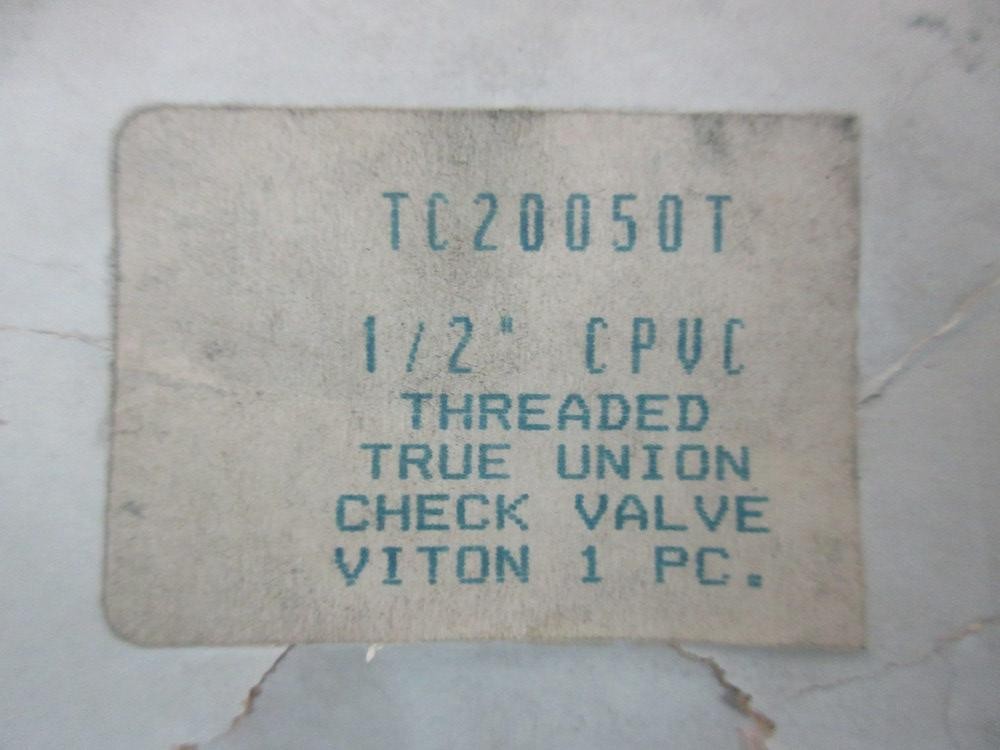 TC20050T
1/2" CPVC
THREADED
TRUE UNION
CHECK VALVE
VITON 1 PC.